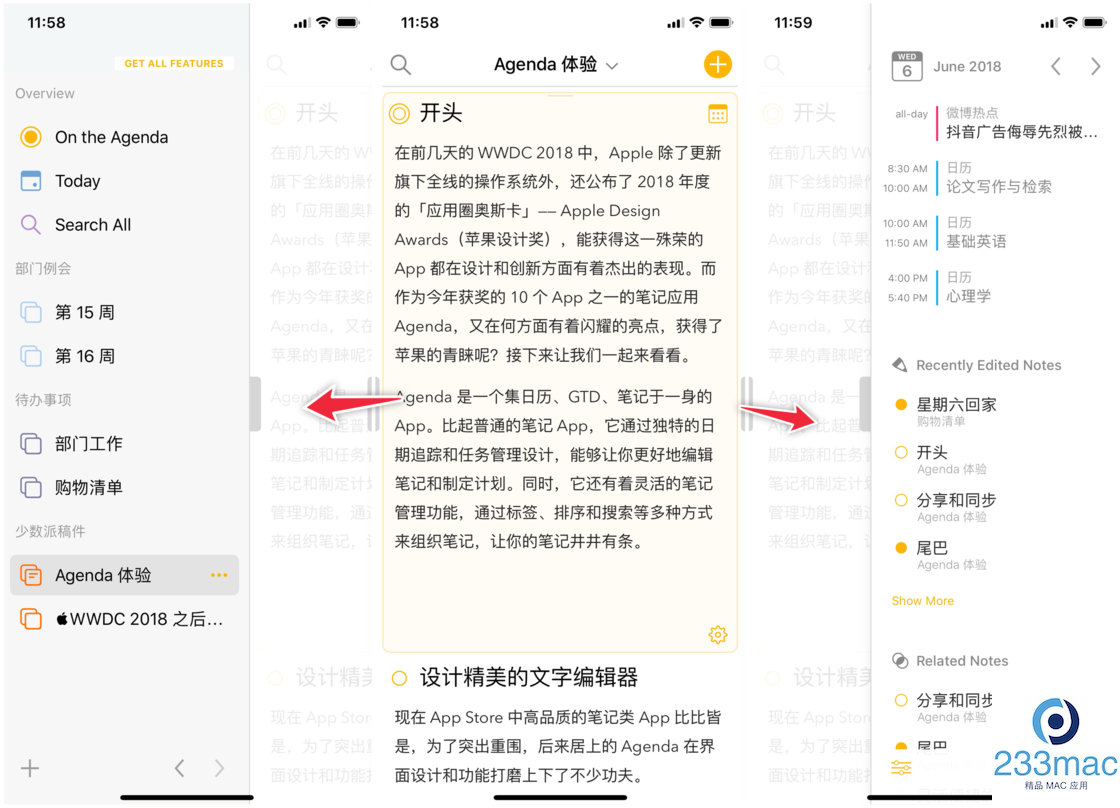 11:58
GET ALL FEATURES
Overview
On the Agenda
Today
Search All
部门例会
第 15 周
第 16 周
待办事项
部门工作
购物清单
少数派稿件
Agenda 体验
WWDC 2018 之后...
开头
在前几天的 WW
旗下全线的操作
的「应用圈奥斯
Awards（苹果
App 都在设计
作为今年获奖的
Agenda，又在
苹果的青睐呢？
期追踪和任务管
笔记和制定计划
管理功能，通过
来组织笔记，让
设计精美
现在 App Store
是，为了突出重
面设计和功能打
11:58
Agenda 体验
开头
在前几天的 WWDC 2018 中，Apple 除了更新
旗下全线的操作系统外，还公布了 2018 年度
的「应用圈奥斯卡」—— Apple Design
Awards（苹果设计奖），能获得这一殊荣的
App 都在设计和创新方面有着杰出的表现。而
作为今年获奖的 10 个 App 之一的笔记应用
Agenda，又在何方面有着闪耀的亮点，获得了
苹果的青睐呢？接下来让我们一起来看看。
Agenda 是一个集日历、GTD、笔记于一身的
App。比起普通的笔记 App，它通过独特的日
期追踪和任务管理设计，能够让你更好地编辑
笔记和制定计划。同时，它还有着灵活的笔记
管理功能，通过标签、排序和搜索等多种方式
来组织笔记，让你的笔记井井有条。
设计精美的文字编辑器
现在 App Store 中高品质的笔记类 App 比比皆
是，为了突出重围，后来居上的 Agenda 在界
面设计和功能打磨上下了不少功夫。
11:59
开头
在前几天的 WW
旗下全线的操作
的「应用圈奥斯
Awards（苹果
App 都在设计
作为今年获奖的
Agenda，又在
苹果的青睐呢？
Agenda 是一
期追踪和任务管
笔记和制定计划
管理功能，通过
来组织笔记，让
设计精美
现在 App Store
是，为了突出重
面设计和功能打
WED
6
June 2018
all-day
微博热点
抖音广告侮辱先烈被...
8:30 AM
日历
10:00 AM
论文写作与检索
10:00 AM
日历
11:50 AM
基础英语
4:00 PM
日历
5:40 PM
心理学
Recently Edited Notes
星期六回家
购物清单
开头
Agenda 体验
分享和同步
Agenda 体验
尾巴
Agenda 体验
Show More
Related Notes
分享和同步
Agenda 体验
尾巴
233mac
精品 MAC 应用